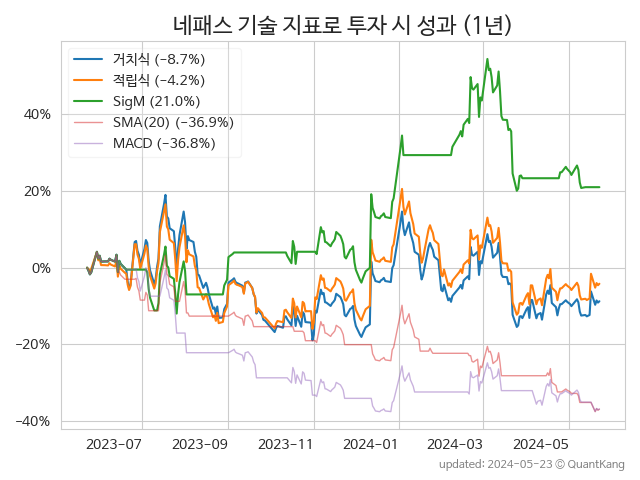 네패스 기술 지표로 투자 시 성과 (1년)
거치식 (−8.7%)
적립식 (−4.2%)
SigM (21.0%)
SMA(20) (−36.9%)
MACD (−36.8%)
40%
20%
0%
−20%
−40%
2023−07 2023−09 2023−11 2024−01 2024−03 2024−05
updated: 2024−05−23 ⓒ QuantKang